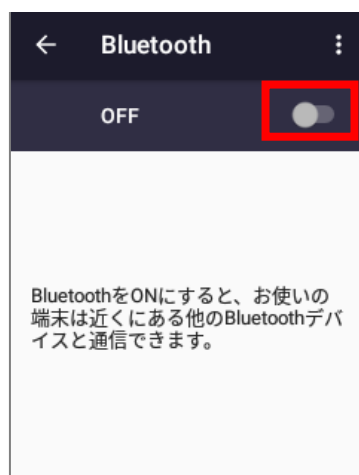 Bluetooth
OFF
BluetoothをONにすると、お使いの
端末は近くにある他のBluetoothデバ
イスと通信できます。